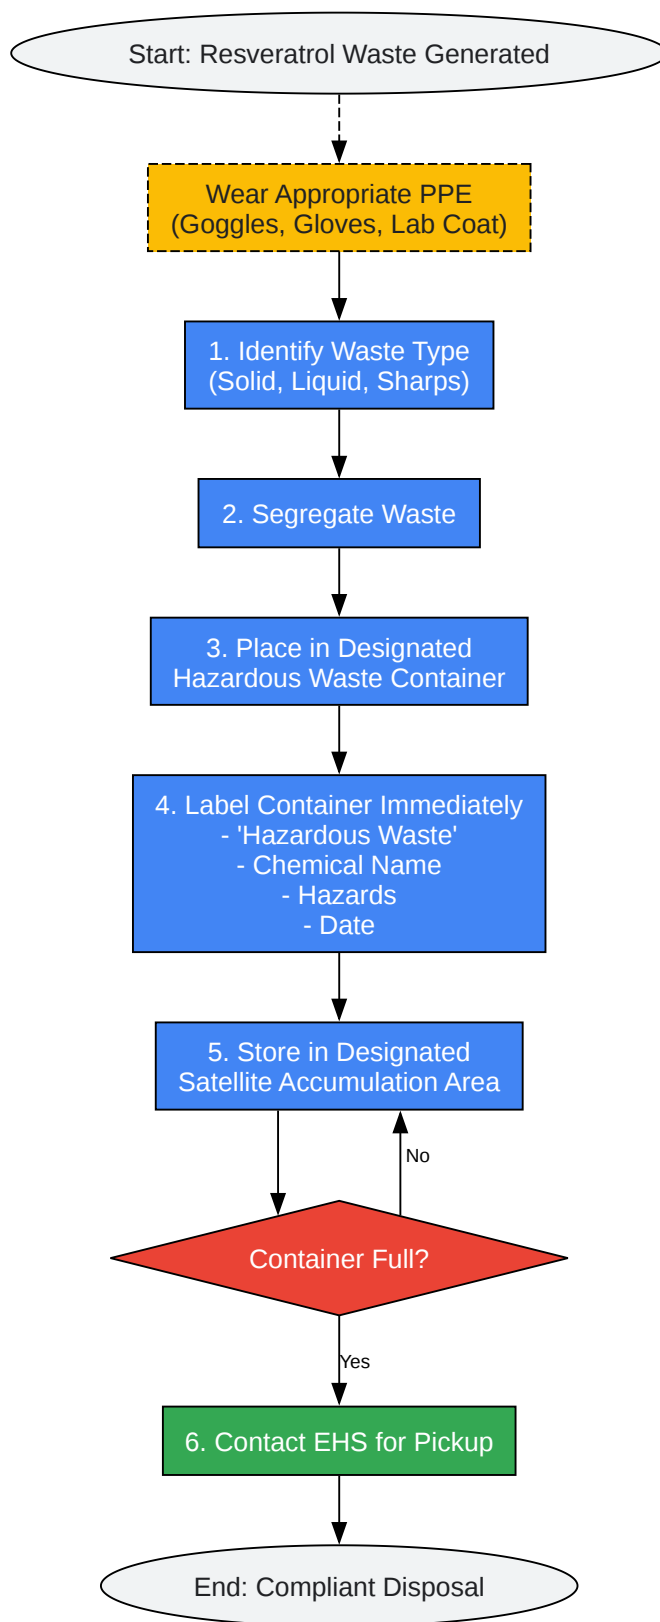 Start: Resveratrol Waste Generated
Wear Appropriate PPE
(Goggles, Gloves, Lab Coat)
1. Identify Waste Type
(Solid, Liquid, Sharps)
2. Segregate Waste
3. Place in Designated
Hazardous Waste Container
4. Label Container Immediately
- 'Hazardous Waste'
- Chemical Name
- Hazards
- Date
5. Store in Designated
Satellite Accumulation Area
No
Container Full?
Yes
6. Contact EHS for Pickup
End: Compliant Disposal